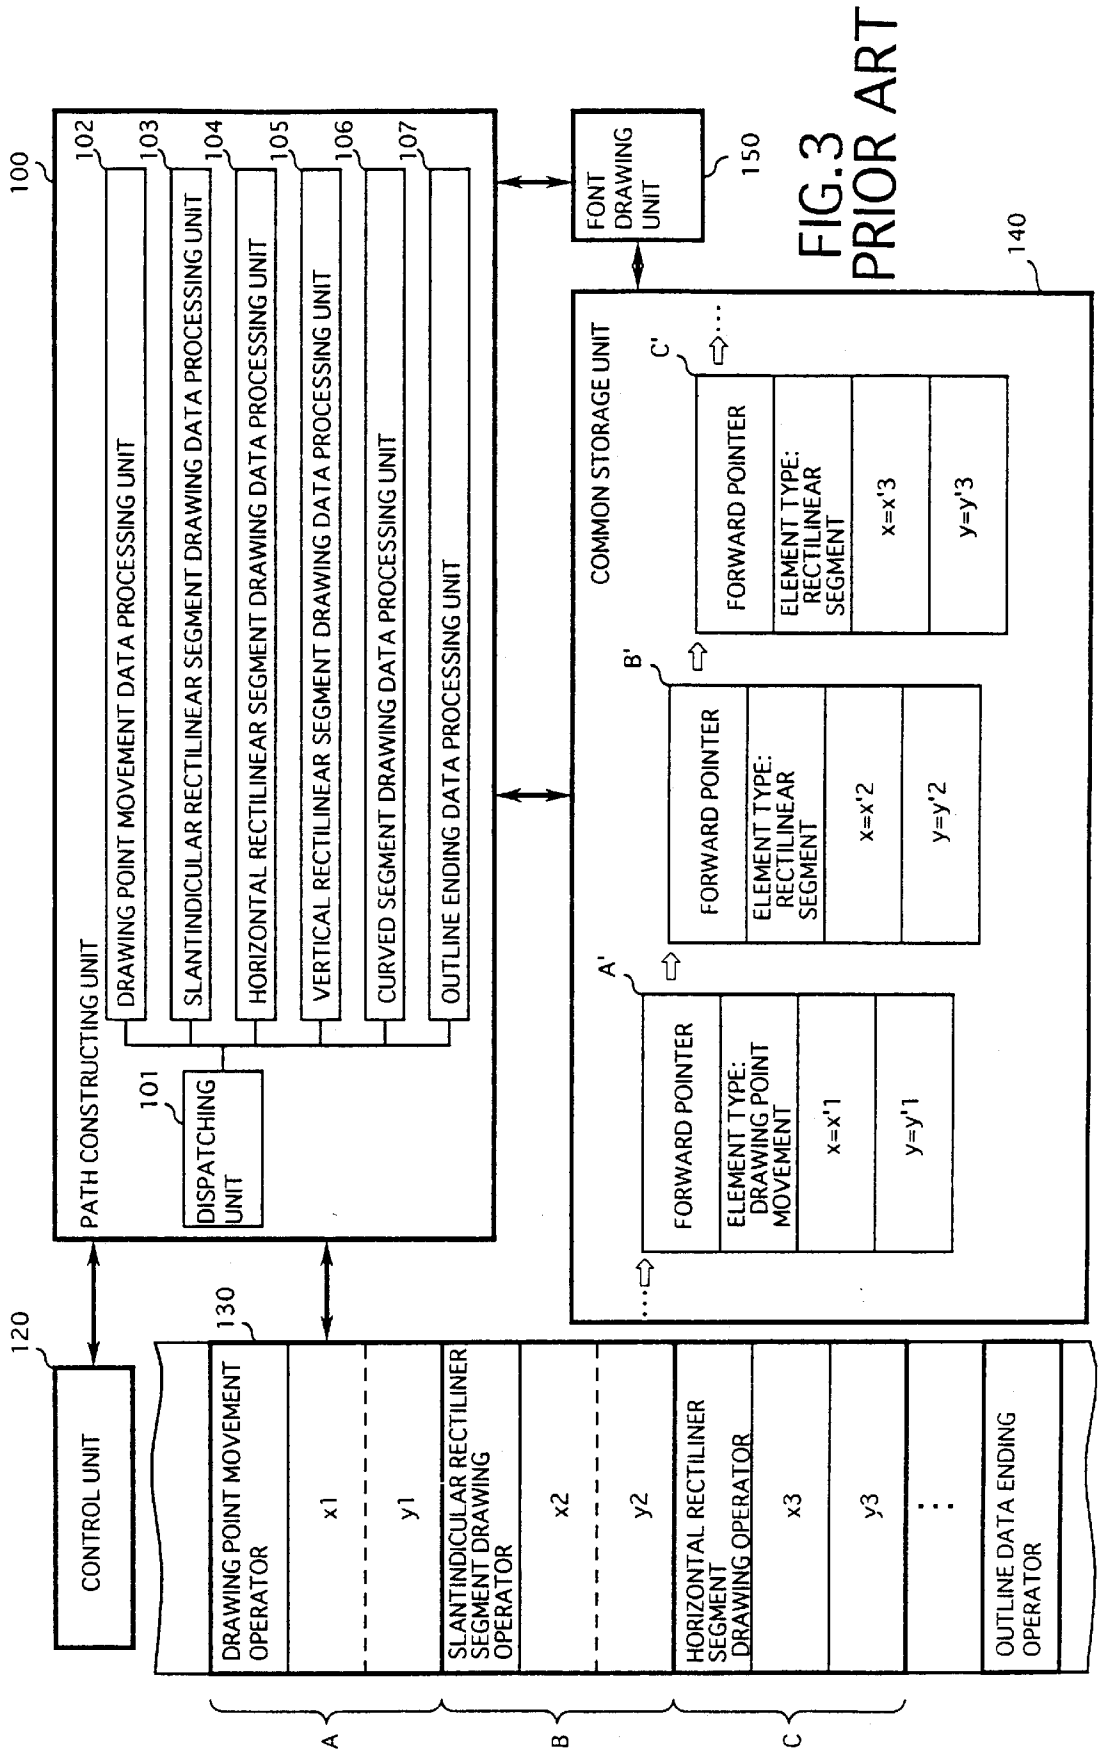 120
CONTROL UNIT
100
PATH CONSTRUCTING UNIT
101
DISPATCHING
UNIT
102
DRAWING POINT MOVEMENT DATA PROCESSING UNIT
103
SLANTINDICULAR RECTILINEAR SEGMENT DRAWING DATA PROCESSING UNIT
104
HORIZONTAL RECTILINEAR SEGMENT DRAWING DATA PROCESSING UNIT
105
VERTICAL RECTILINEAR SEGMENT DRAWING DATA PROCESSING UNIT
106
CURVED SEGMENT DRAWING DATA PROCESSING UNIT
107
OUTLINE ENDING DATA PROCESSING UNIT
130
A
DRAWING POINT MOVEMENT
OPERATOR
x1
y1
B
SLANTINDICULAR RECTILINER
SEGMENT DRAWING
OPERATOR
x2
y2
C
HORIZONTAL RECTILINER
SEGMENT
DRAWING OPERATOR
x3
y3
...
OUTLINE DATA ENDING
OPERATOR
COMMON STORAGE UNIT
140
...
A'
FORWARD POINTER
ELEMENT TYPE:
DRAWING POINT
MOVEMENT
x=x'1
y=y'1
B'
FORWARD POINTER
ELEMENT TYPE:
RECTILINEAR
SEGMENT
x=x'2
y=y'2
C'
FORWARD POINTER
ELEMENT TYPE:
RECTILINEAR
SEGMENT
x=x'3
y=y'3
...
FONT
DRAWING
UNIT
150
FIG.3
PRIOR ART